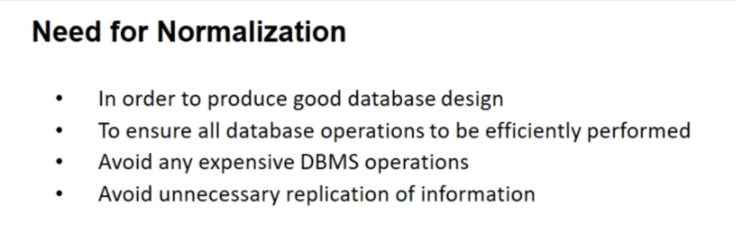 Need for Normalization
• In order to produce good database design
• To ensure all database operations to be efficiently performed
• Avoid any expensive DBMS operations
• Avoid unnecessary replication of information